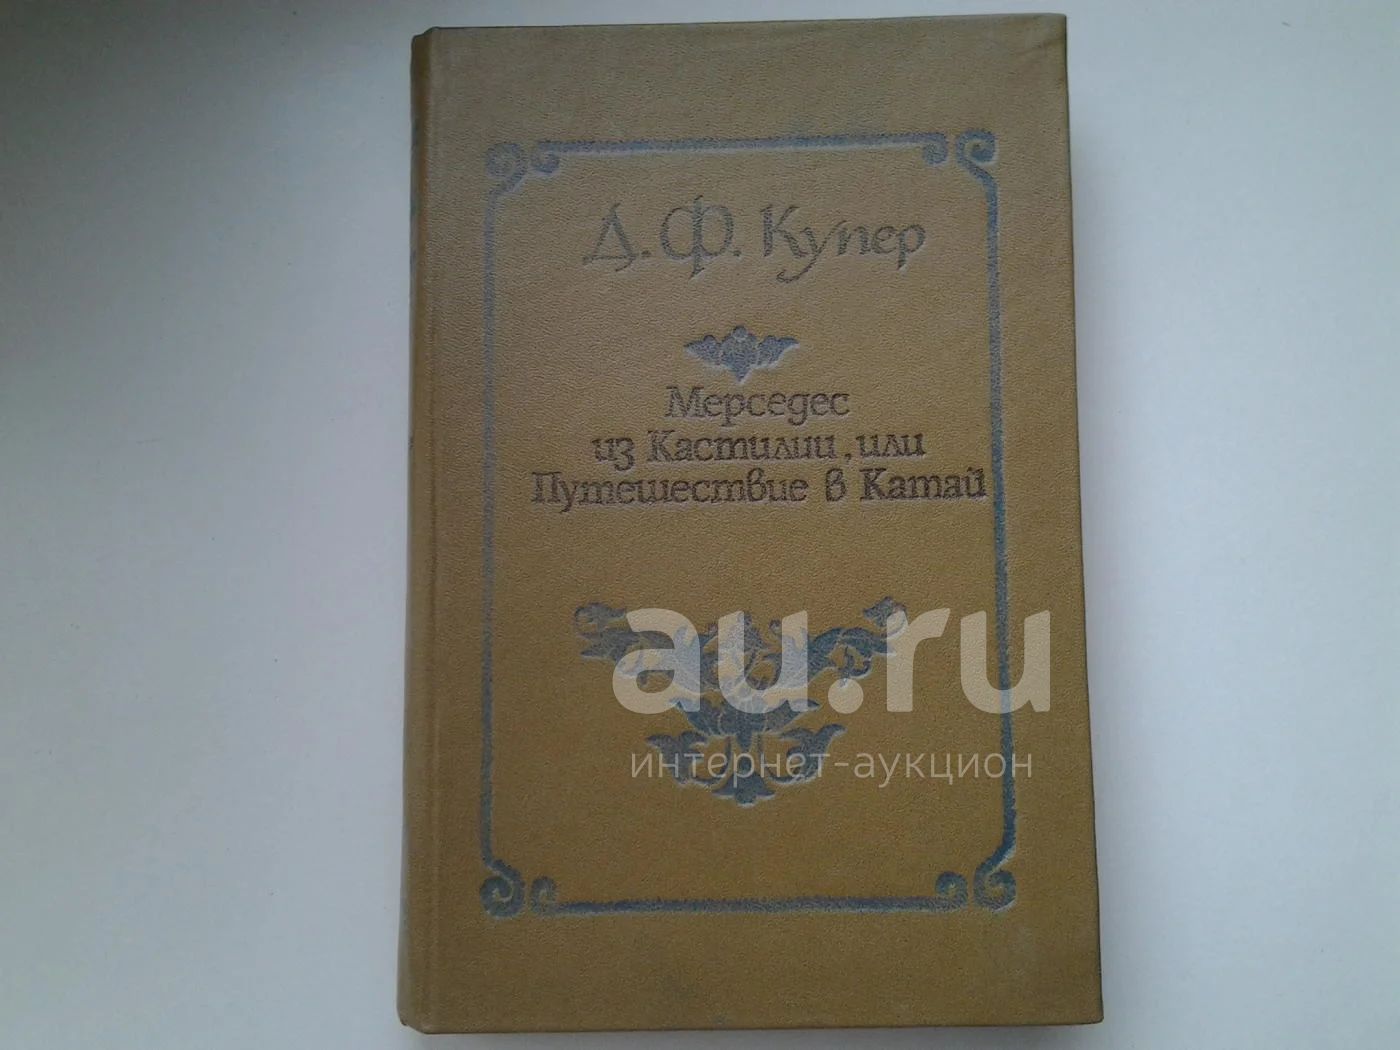 Д. Ф. Купер
Мерседес
из Кастилии, или
Путешествие в Катай
au.ru
интернет-аукцион